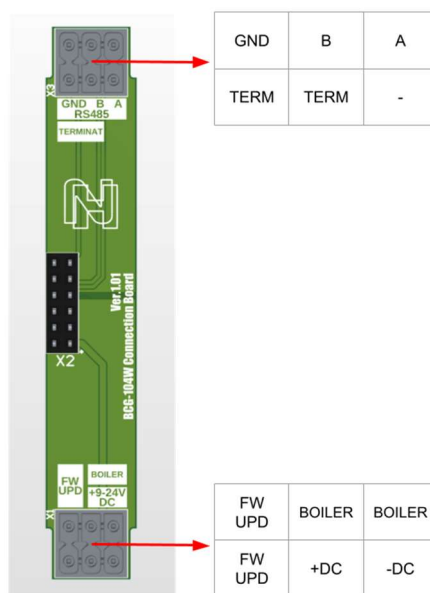 GND B A
TERM TERM -
X3
GND B A
RS485
TERMINAT
X2
Ver.1.01
BCG-104W Connection Board
FW UPD
BOILER
+9-24V
DC
FW UPD BOILER BOILER
FW UPD +DC -DC